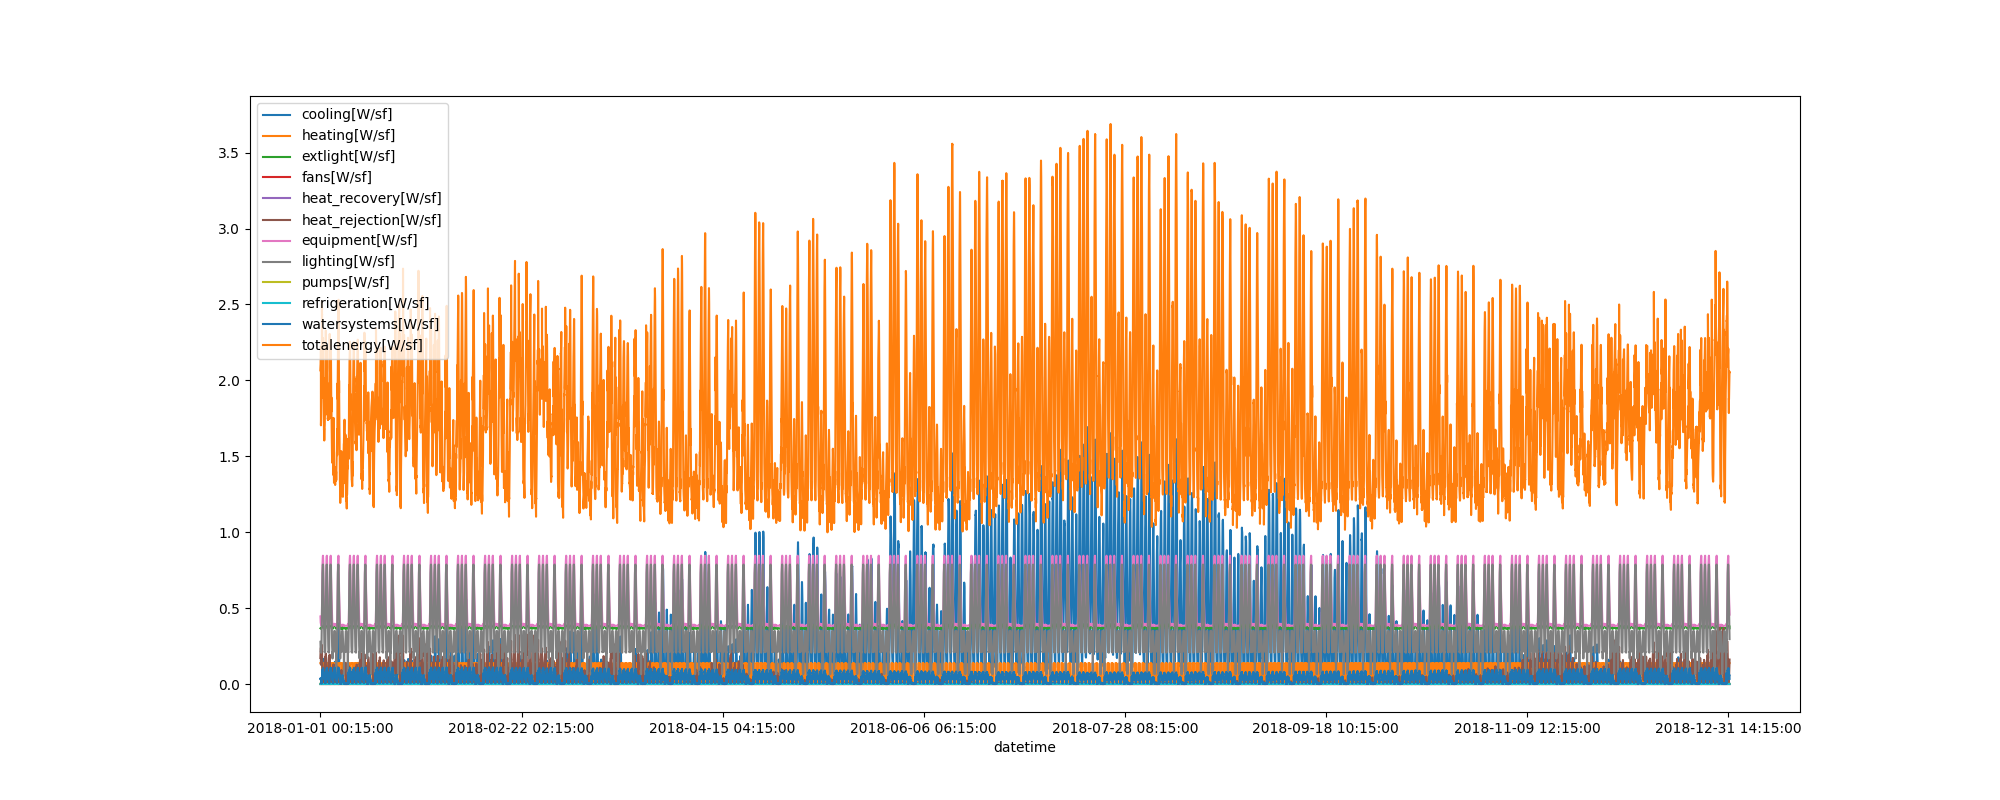 cooling[W/sf]
heating[W/sf]
extlight[W/sf]
fans[W/sf]
heat_recovery[W/sf]
heat_rejection[W/sf]
equipment[W/sf]
lighting[W/sf]
pumps[W/sf]
refrigeration[W/sf]
watersystems[W/sf]
totalenergy[W/sf]
3.5
3.0
2.5
2.0
1.5
1.0
0.5
0.0
2018-01-01 00:15:00 2018-02-22 02:15:00 2018-04-15 04:15:00 2018-06-06 06:15:00 2018-07-28 08:15:00 2018-09-18 10:15:00 2018-11-09 12:15:00 2018-12-31 14:15:00
datetime